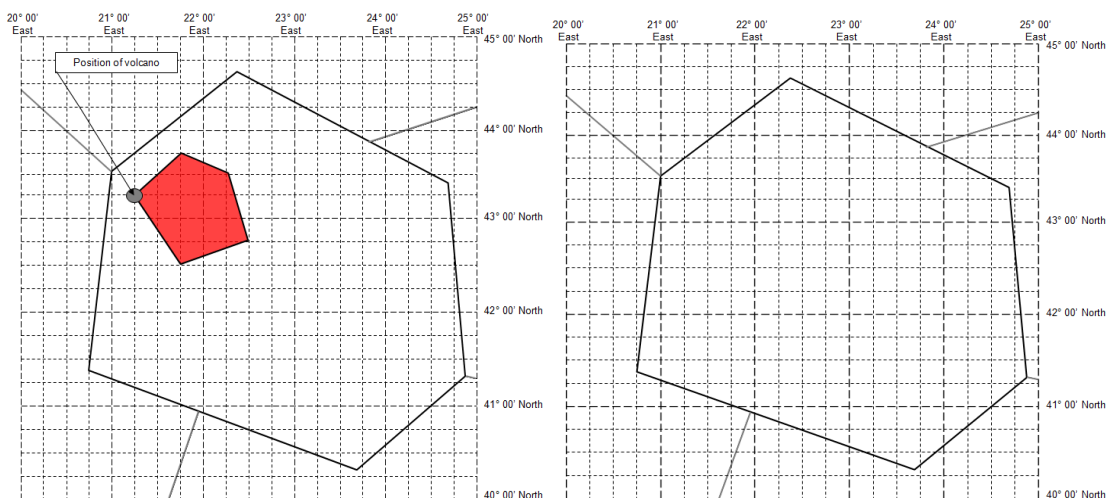 20° 00' 21° 00' 22° 00' 23° 00' 24° 00' 25° 00'
East East East East East East
45° 00' North
Position of volcano
44° 00' North
43° 00' North
42° 00' North
41° 00' North
40° 00' North
20° 00' 21° 00' 22° 00' 23° 00' 24° 00' 25° 00'
East East East East East East
45° 00' North
44° 00' North
43° 00' North
42° 00' North
41° 00' North
40° 00' North